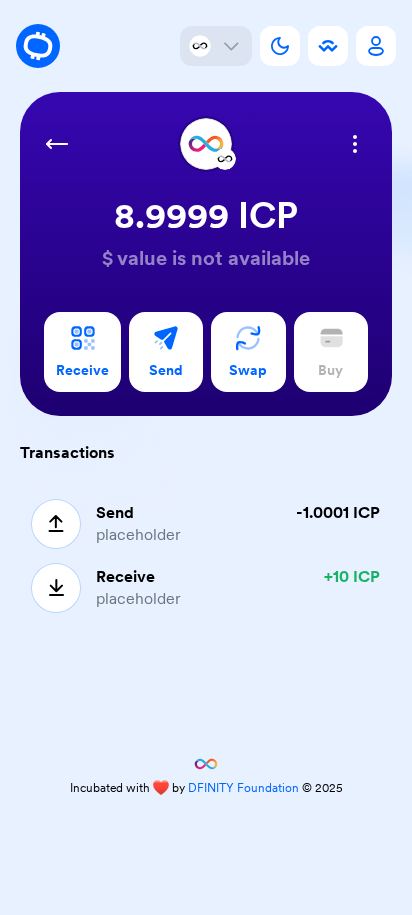 8.9999 ICP
$ value is not available
Receive Send Swap Buy
Transactions
Send -1.0001 ICP
placeholder
Receive +10 ICP
placeholder
Incubated with ❤️ by DFINITY Foundation © 2025